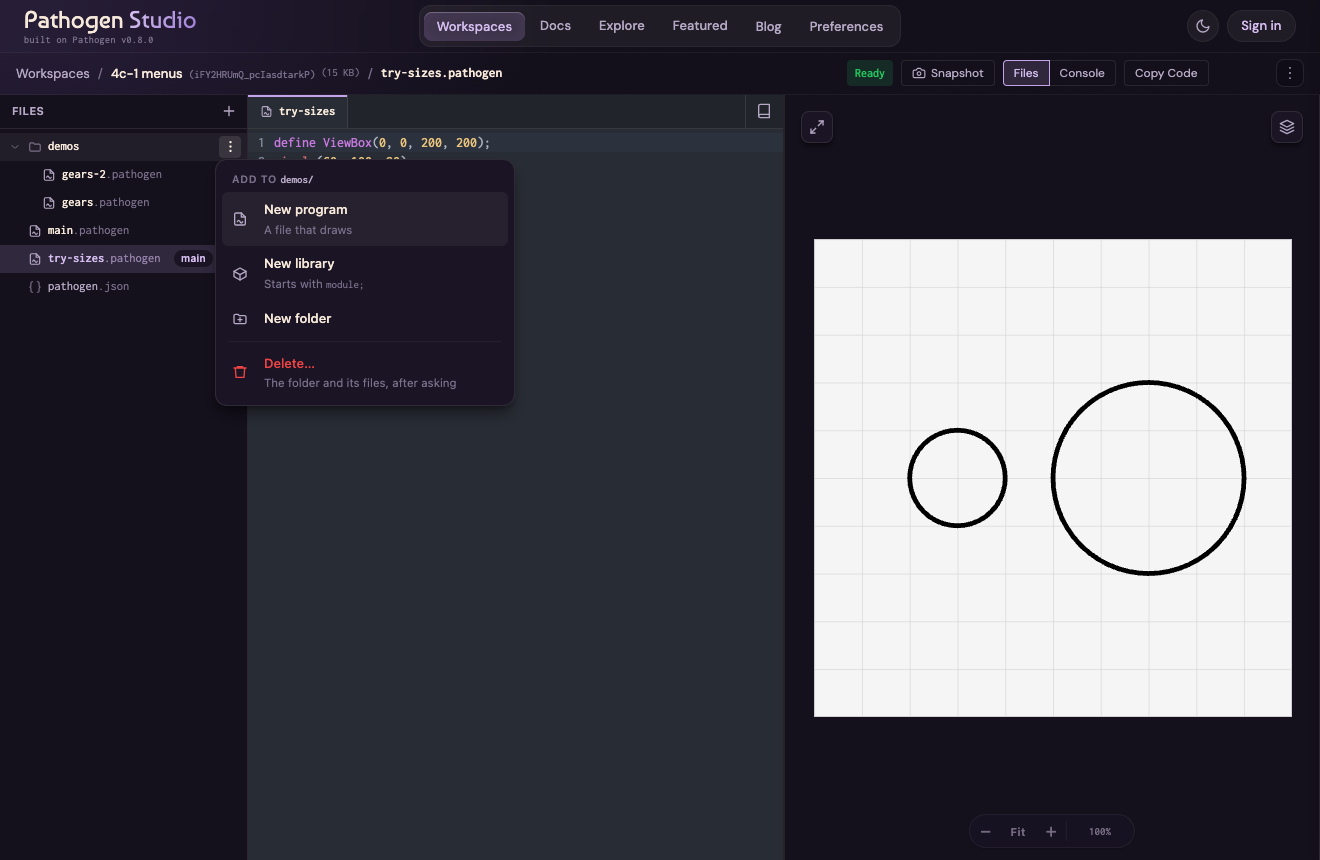 Pathogen Studio
built on Pathogen v0.8.0
Workspaces
Docs
Explore
Featured
Blog
Preferences
Sign in
Workspaces / 4c-1 menus (iFY2HRUmQ_pcIasdtarkP) (15 KB) / try-sizes.pathogen
Ready
Snapshot
Files
Console
Copy Code
FILES
try-sizes
demos
1 define ViewBox(0, 0, 200, 200);
gears-2.pathogen
gears.pathogen
main.pathogen
try-sizes.pathogen main
{ } pathogen.json
ADD TO demos/
New program
A file that draws
New library
Starts with module;
New folder
Delete...
The folder and its files, after asking
Fit
100%